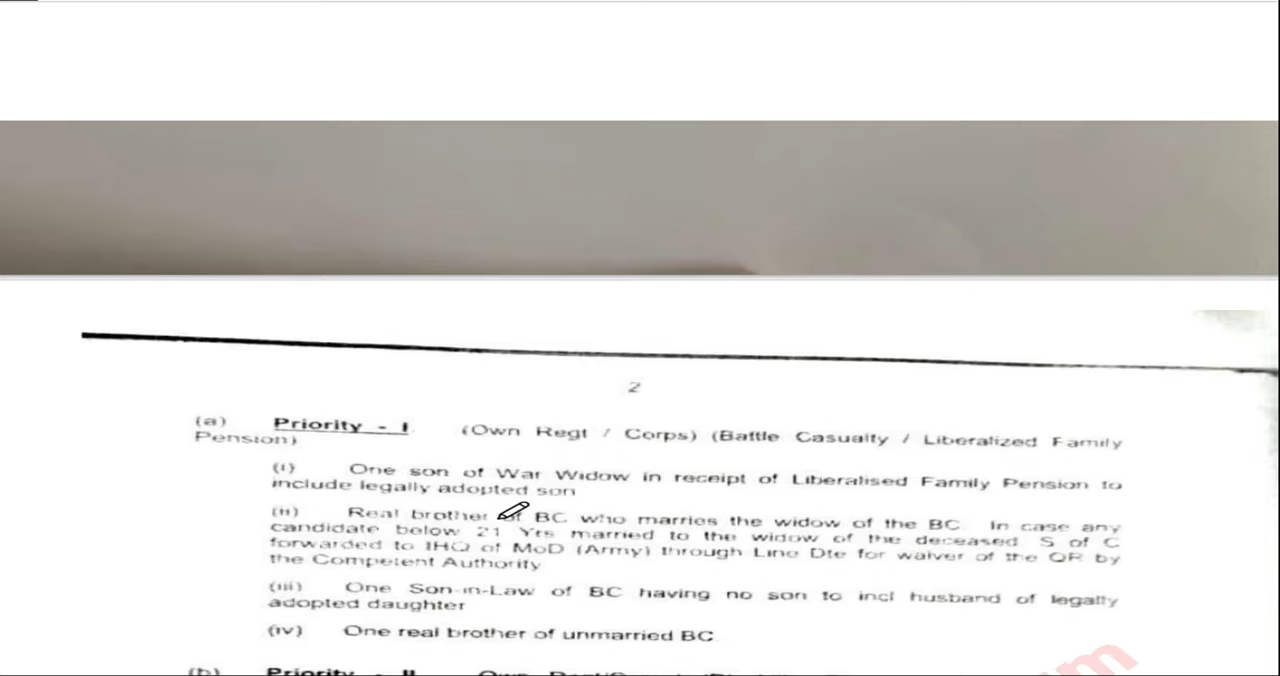 2
(a) Priority - I (Own Regt / Corps) (Battle Casualty / Liberalized Family
Pension)
(i) One son of War Widow in receipt of Liberalised Family Pension to
include legally adopted son
(ii) Real brother of BC who marries the widow of the BC In case any
candidate below 21 Yrs married to the widow of the deceased S of C
forwarded to IHQ of MoD (Army) through Line Dte for waiver of the QR by
the Competent Authority
(iii) One Son-in-Law of BC having no son to incl husband of legally
adopted daughter
(iv) One real brother of unmarried BC
(b) Priority - II Own